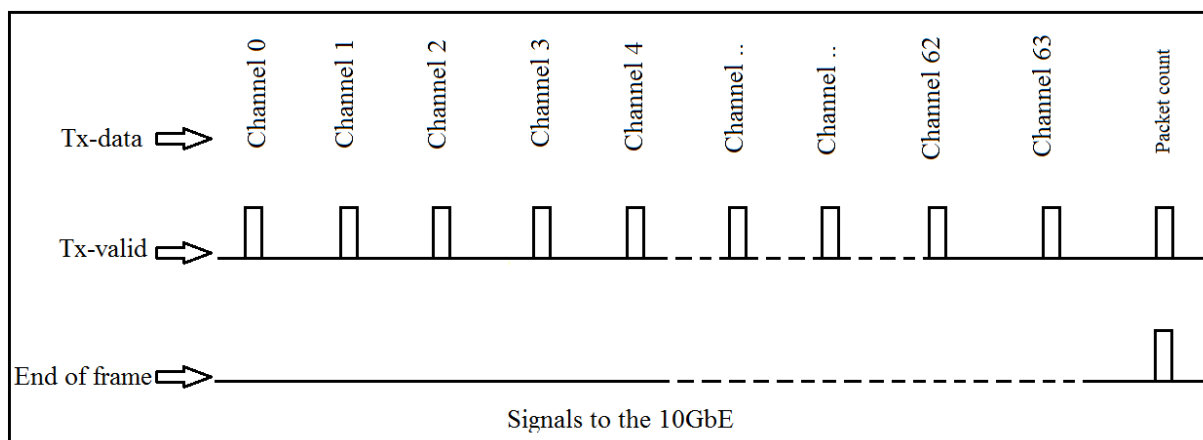 Channel 0
Channel 1
Channel 2
Channel 3
Channel 4
Channel ..
Channel ..
Channel 62
Channel 63
Packet count
Tx-data
Tx-valid
End of frame
Signals to the 10GbE